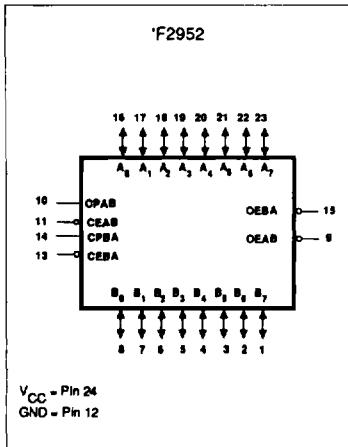 'F2952
16 17 18 19 20 21 22 23
A0 A1 A2 A3 A4 A5 A6 A7
10 CPAB
11 CEAB
14 CPBA
13 CEBA
OEBA 15
OEAB 9
B0 B1 B2 B3 B4 B5 B6 B7
8 7 6 5 4 3 2 1
VCC = Pin 24
GND = Pin 12